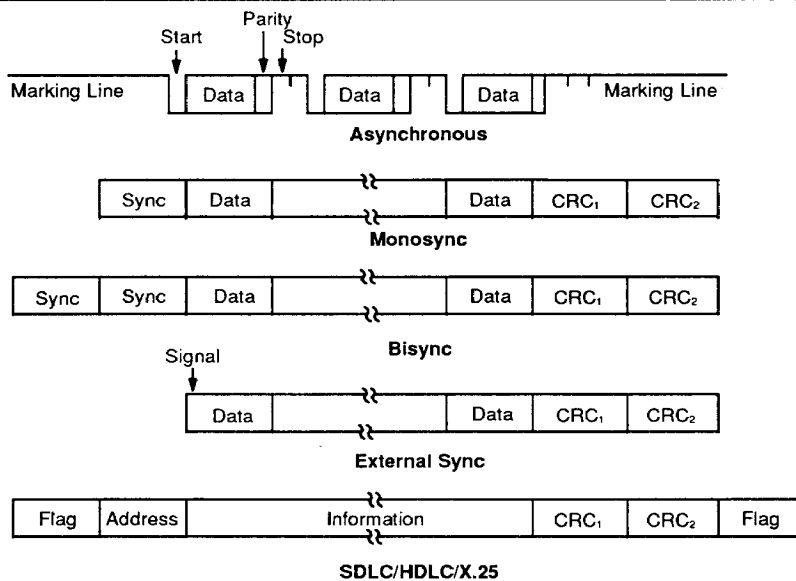 Parity
Start Stop
Marking Line Data Data Data Marking Line
Asynchronous
Sync Data Data CRC₁ CRC₂
Monosync
Sync Sync Data Data CRC₁ CRC₂
Bisync
Signal
Data Data CRC₁ CRC₂
External Sync
Flag Address Information CRC₁ CRC₂ Flag
SDLC/HDLC/X.25